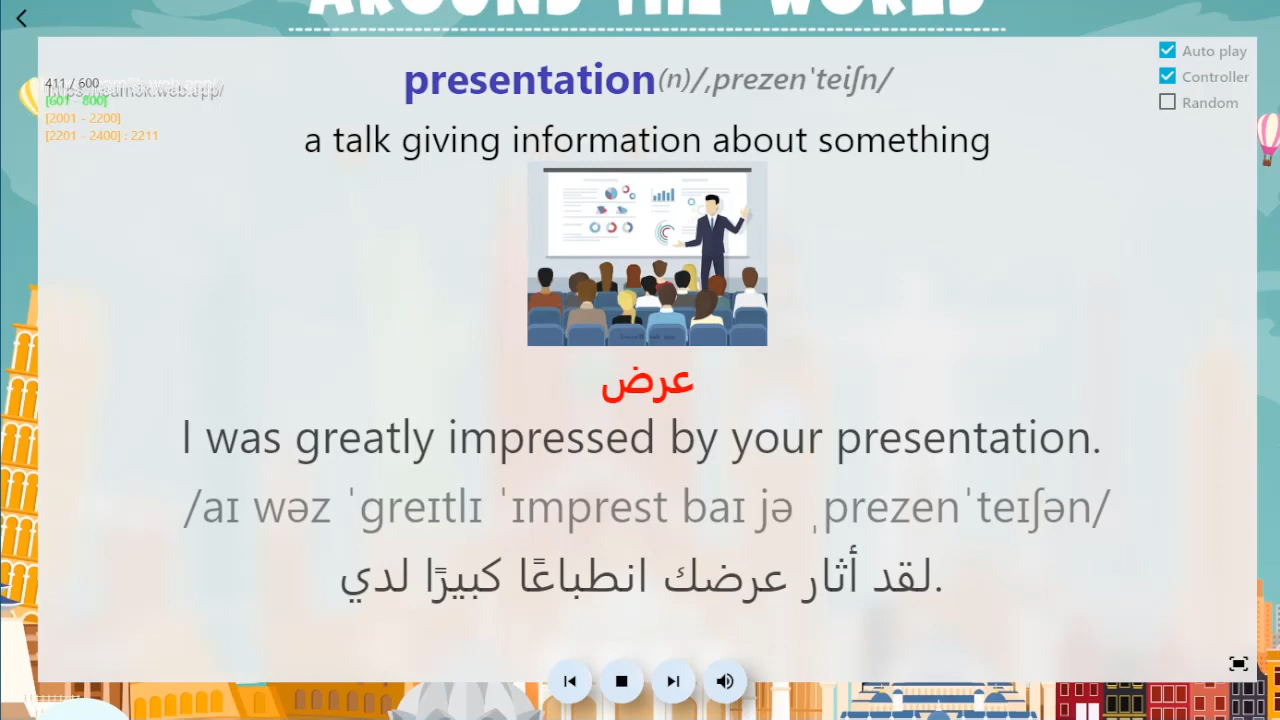 AROUND THE WORLD
Auto play
Controller
Random
411 / 600
[601 - 800]
[2001 - 2200]
[2201 - 2400] : 2211
presentation(n)/,prezen'teiʃn/
a talk giving information about something
عرض
I was greatly impressed by your presentation.
/aɪ wəz ˈgreɪtlɪ ˈɪmprest baɪ jə ˌprezenˈteɪʃən/
لقد أثار عرضك انطباعًا كبيرًا لدي.